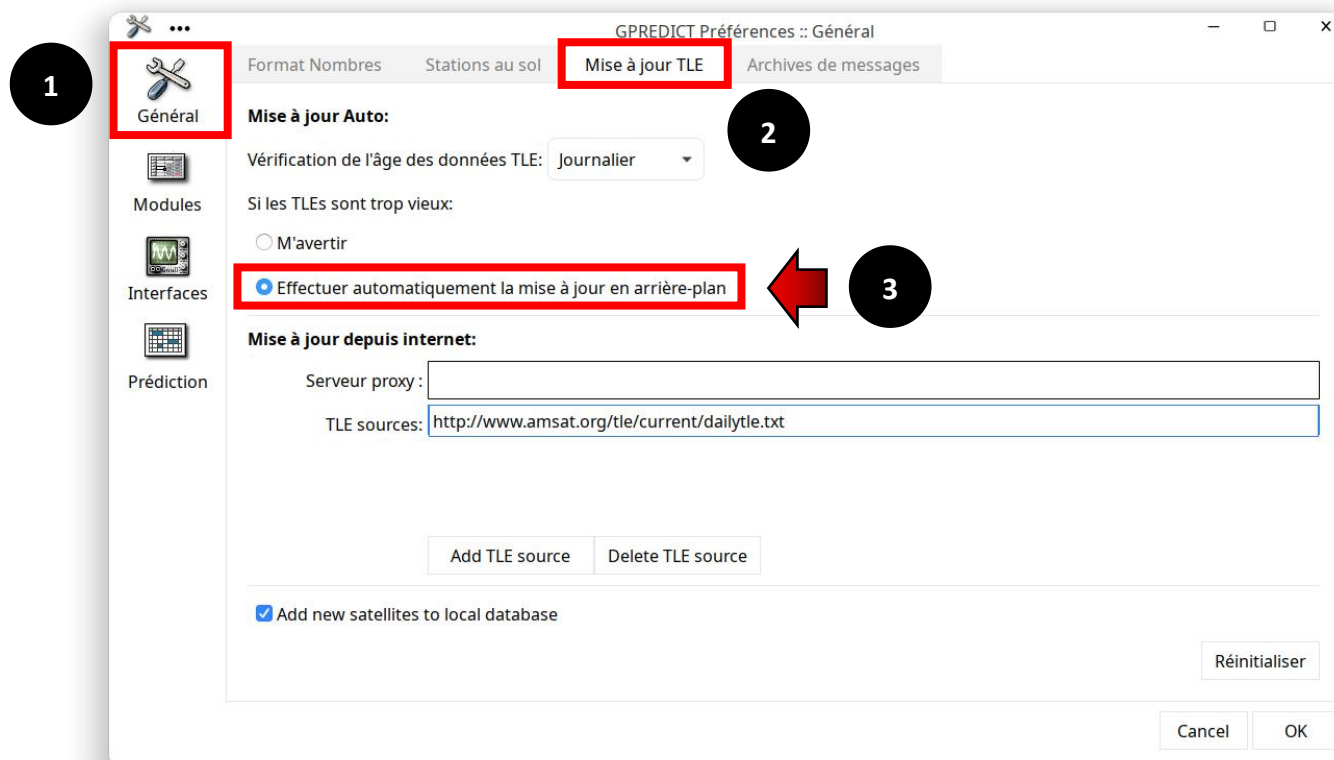 GPREDICT Préférences :: Général
1
Général
Modules
Interfaces
Prédiction
Format Nombres
Stations au sol
Mise à jour TLE
Archives de messages
2
Mise à jour Auto:
Vérification de l'âge des données TLE: Journalier
Si les TLEs sont trop vieux:
M'avertir
Effectuer automatiquement la mise à jour en arrière-plan
3
Mise à jour depuis internet:
Serveur proxy :
TLE sources: http://www.amsat.org/tle/current/dailytle.txt
Add TLE source
Delete TLE source
Add new satellites to local database
Réinitialiser
Cancel
OK